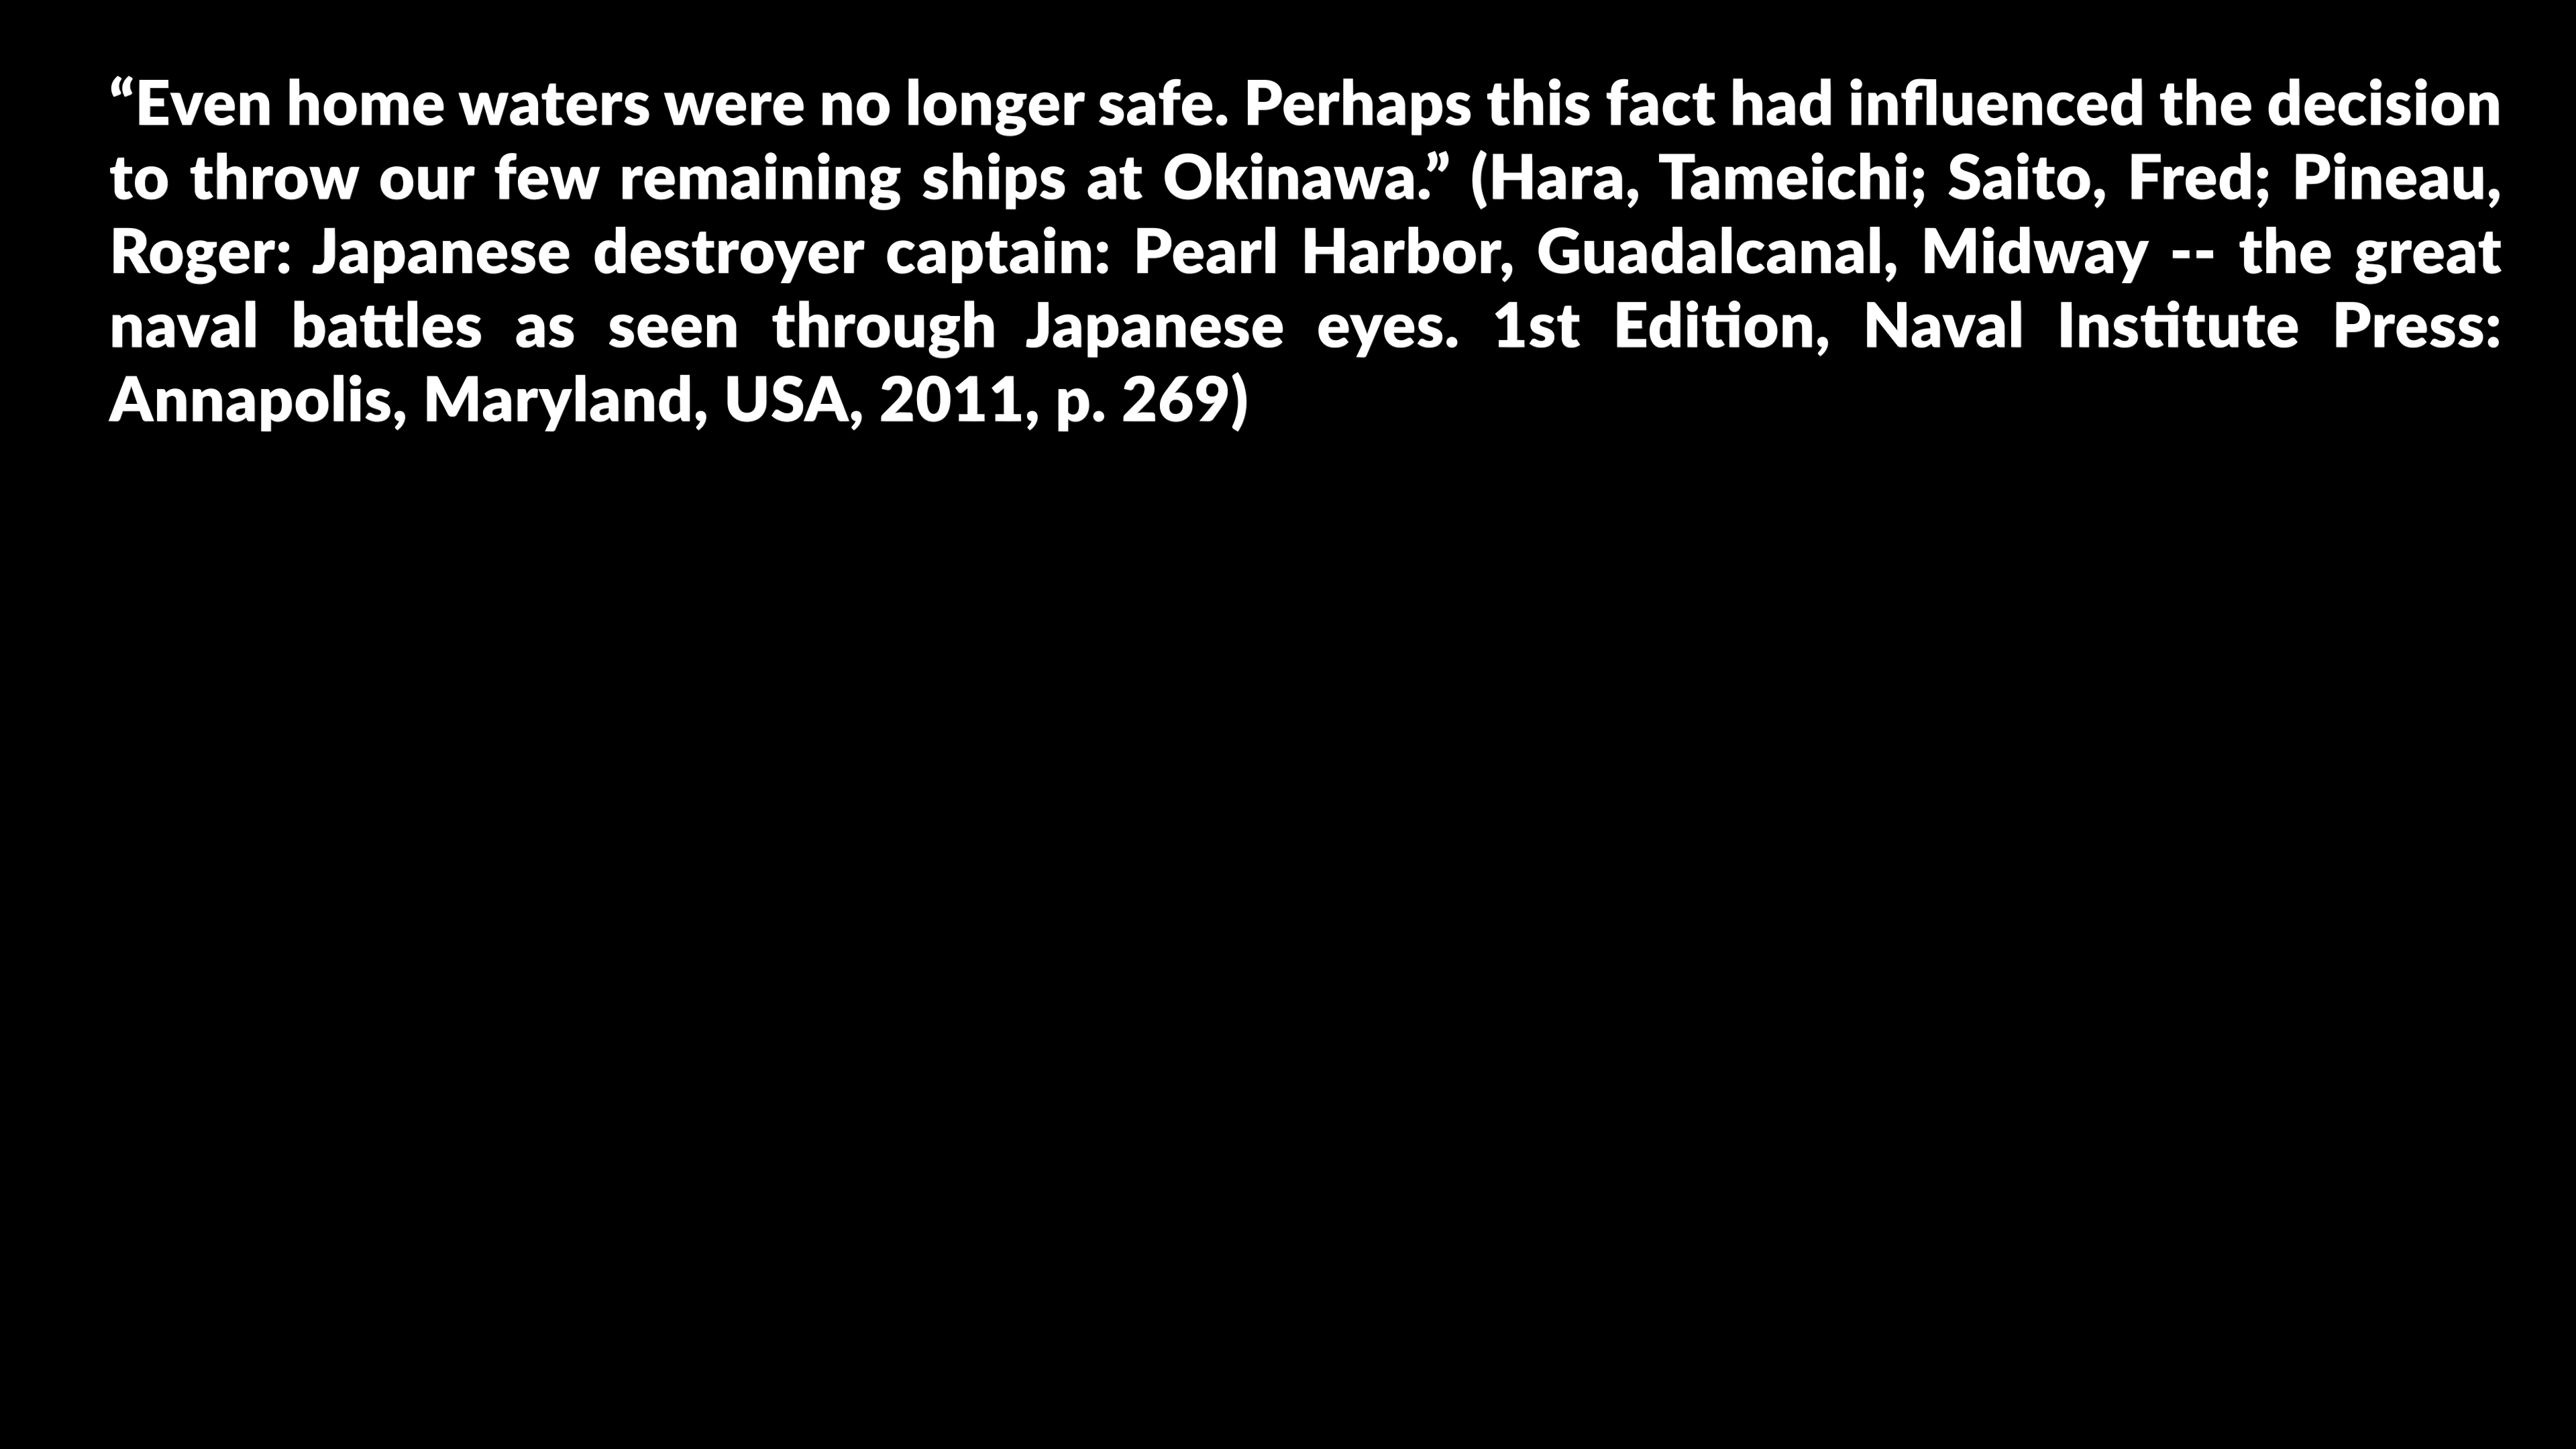 “Even home waters were no longer safe. Perhaps this fact had influenced the decision
to throw our few remaining ships at Okinawa.” (Hara, Tameichi; Saito, Fred; Pineau,
Roger: Japanese destroyer captain: Pearl Harbor, Guadalcanal, Midway -- the great
naval battles as seen through Japanese eyes. 1st Edition, Naval Institute Press:
Annapolis, Maryland, USA, 2011, p. 269)